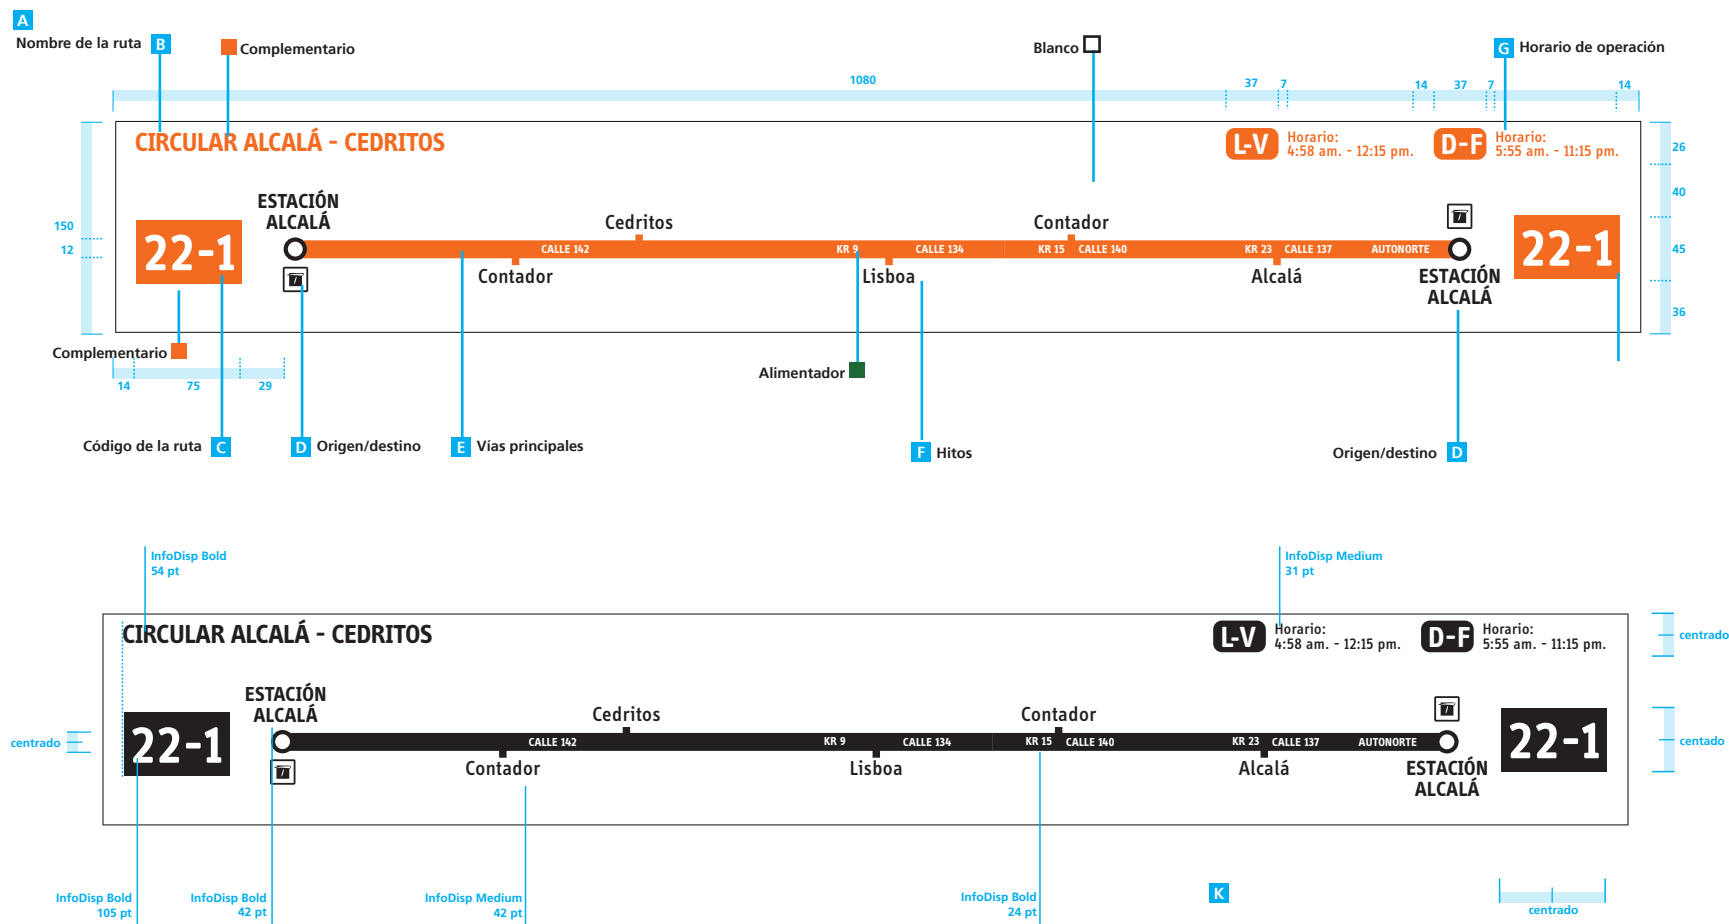 A
Nombre de la ruta B
Complementario
Blanco
G Horario de operación
1080
37
7
14
37
7
14
CIRCULAR ALCALÁ - CEDRITOS
L-V
Horario:
4:58 am. - 12:15 pm.
D-F
Horario:
5:55 am. - 11:15 pm.
26
40
45
36
150
12
ESTACIÓN
ALCALÁ
22-1
Cedritos
Contador
CALLE 142
KR 9
CALLE 134
KR 15
CALLE 140
KR 23
CALLE 137
AUTONORTE
Contador
Lisboa
Alcalá
ESTACIÓN
ALCALÁ
22-1
Complementario
14
75
29
Alimentador
Código de la ruta C
D Origen/destino
E Vías principales
F Hitos
Origen/destino D
InfoDisp Bold
54 pt
InfoDisp Medium
31 pt
CIRCULAR ALCALÁ - CEDRITOS
L-V
Horario:
4:58 am. - 12:15 pm.
D-F
Horario:
5:55 am. - 11:15 pm.
centrado
ESTACIÓN
ALCALÁ
22-1
Cedritos
Contador
centrado
CALLE 142
KR 9
CALLE 134
KR 15
CALLE 140
KR 23
CALLE 137
AUTONORTE
Contador
Lisboa
Alcalá
ESTACIÓN
ALCALÁ
22-1
centado
InfoDisp Bold
105 pt
InfoDisp Bold
42 pt
InfoDisp Medium
42 pt
InfoDisp Bold
24 pt
K
centrado